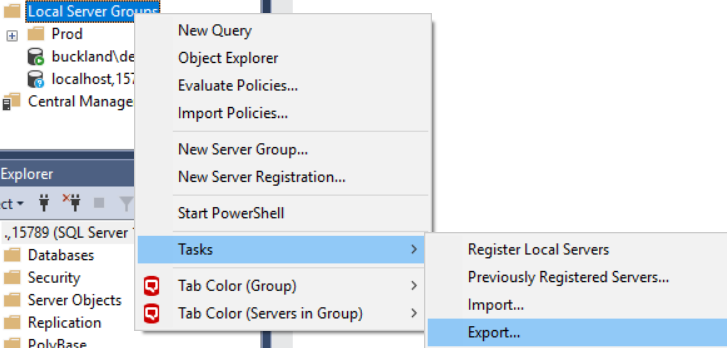 Local Server Groups
Prod
buckland\de
localhost,157
Central Manage
New Query
Object Explorer
Evaluate Policies...
Import Policies...
New Server Group...
New Server Registration...
Start PowerShell
Tasks
Tab Color (Group)
Tab Color (Servers in Group)
Register Local Servers
Previously Registered Servers...
Import...
Export...
Explorer
ct
.,15789 (SQL Server
Databases
Security
Server Objects
Replication
PolyBase